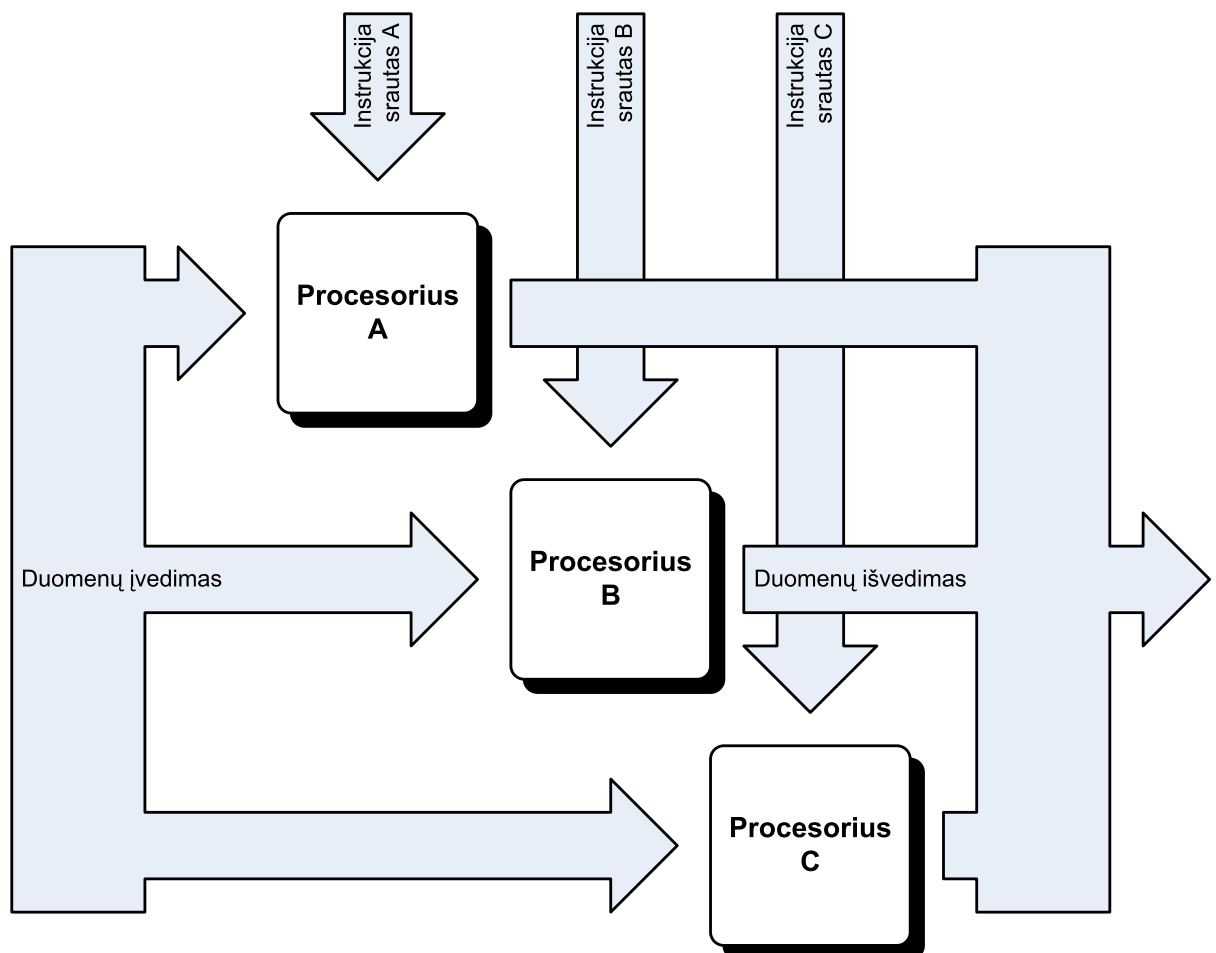 Instrukcija
srautas A
Instrukcija
srautas B
Instrukcija
srautas C
Procesorius
A
Duomenų įvedimas
Procesorius
B
Duomenų išvedimas
Procesorius
C